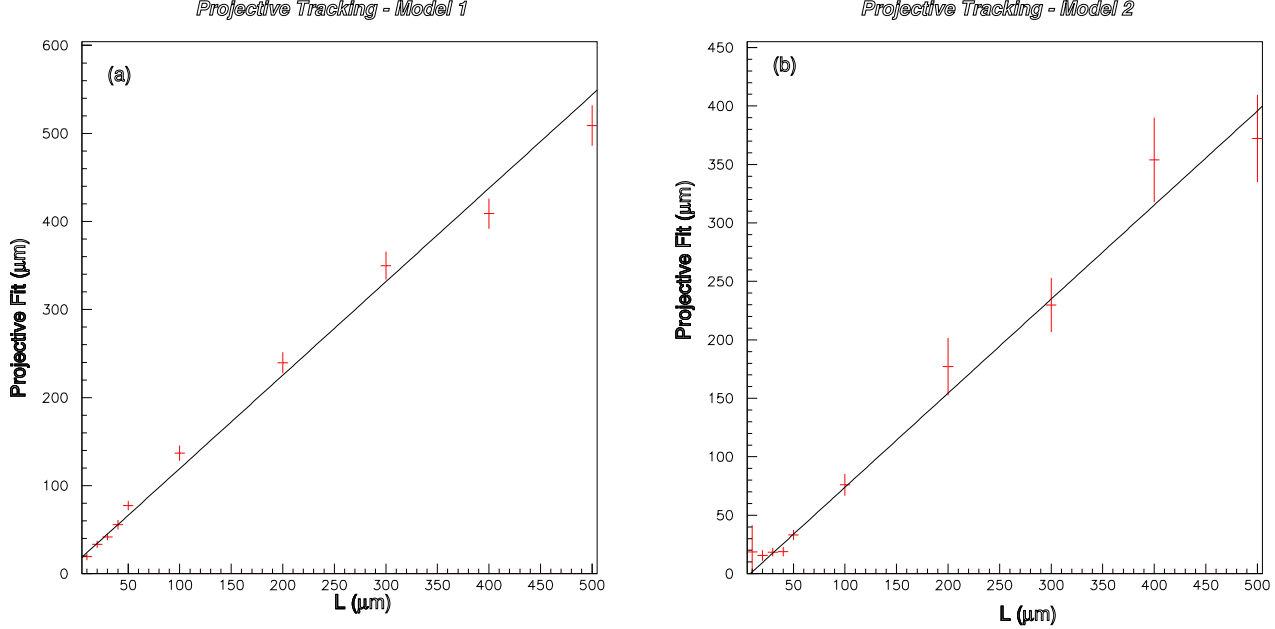 Projective Tracking - Model 1
(a)
Projective Fit (μm)
600
500
400
300
200
100
0
50 100 150 200 250 300 350 400 450 500
L (μm)
Projective Tracking - Model 2
(b)
Projective Fit (μm)
450
400
350
300
250
200
150
100
50
0
50 100 150 200 250 300 350 400 450 500
L (μm)